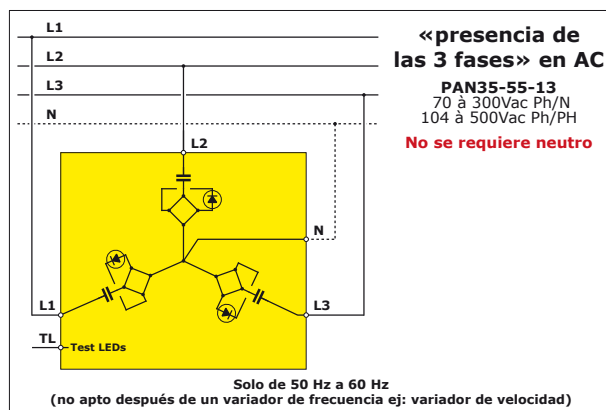 L1
L2
L3
N
«presencia de
las 3 fases» en AC
PAN35-55-13
70 à 300Vac Ph/N
104 à 500Vac Ph/PH
No se requiere neutro
L2
N
L1
L3
TL
Test LEDs
Solo de 50 Hz a 60 Hz
(no apto después de un variador de frecuencia ej: variador de velocidad)